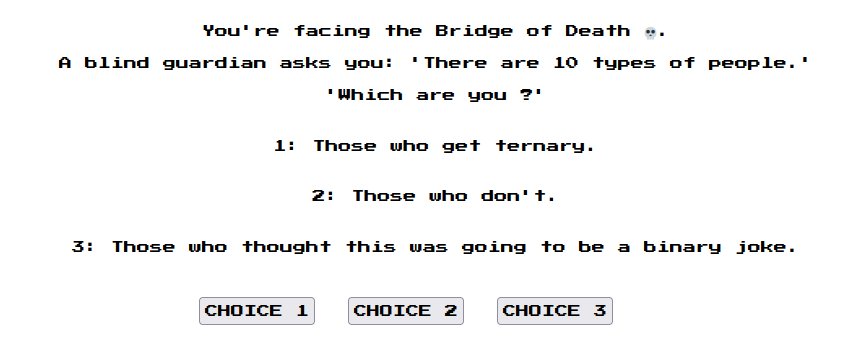 You're facing the Bridge of Death 💀.
A blind guardian asks you: 'There are 10 types of people.'
'Which are you ?'
1: Those who get ternary.
2: Those who don't.
3: Those who thought this was going to be a binary joke.
CHOICE 1 CHOICE 2 CHOICE 3